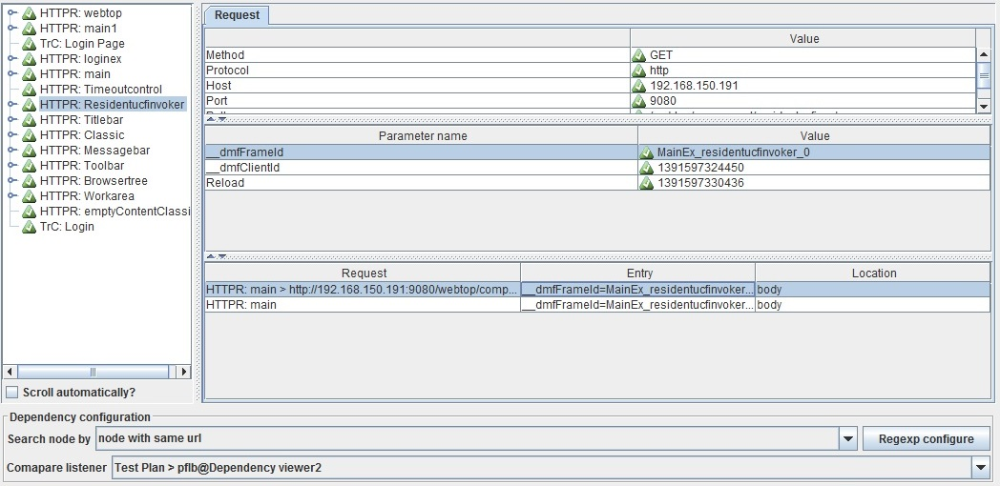 HTTPR: webtop
HTTPR: main1
TrC: Login Page
HTTPR: loginex
HTTPR: main
HTTPR: Timeoutcontrol
HTTPR: Residentucfinvoker
HTTPR: Titlebar
HTTPR: Classic
HTTPR: Messagebar
HTTPR: Toolbar
HTTPR: Browsertree
HTTPR: Workarea
HTTPR: emptyContentClassi
TrC: Login
Scroll automatically?
Request
Value
Method GET
Protocol http
Host 192.168.150.191
Port 9080
Parameter name Value
__dmfFrameId MainEx_residentucfinvoker_0
__dmfClientId 1391597324450
Reload 1391597330436
Request Entry Location
HTTPR: main > http://192.168.150.191:9080/webtop/comp... __dmfFrameId=MainEx_residentucfinvoker... body
HTTPR: main __dmfFrameId=MainEx_residentucfinvoker... body
Dependency configuration
Search node by node with same url Regexp configure
Comapare listener Test Plan > pflb@Dependency viewer2